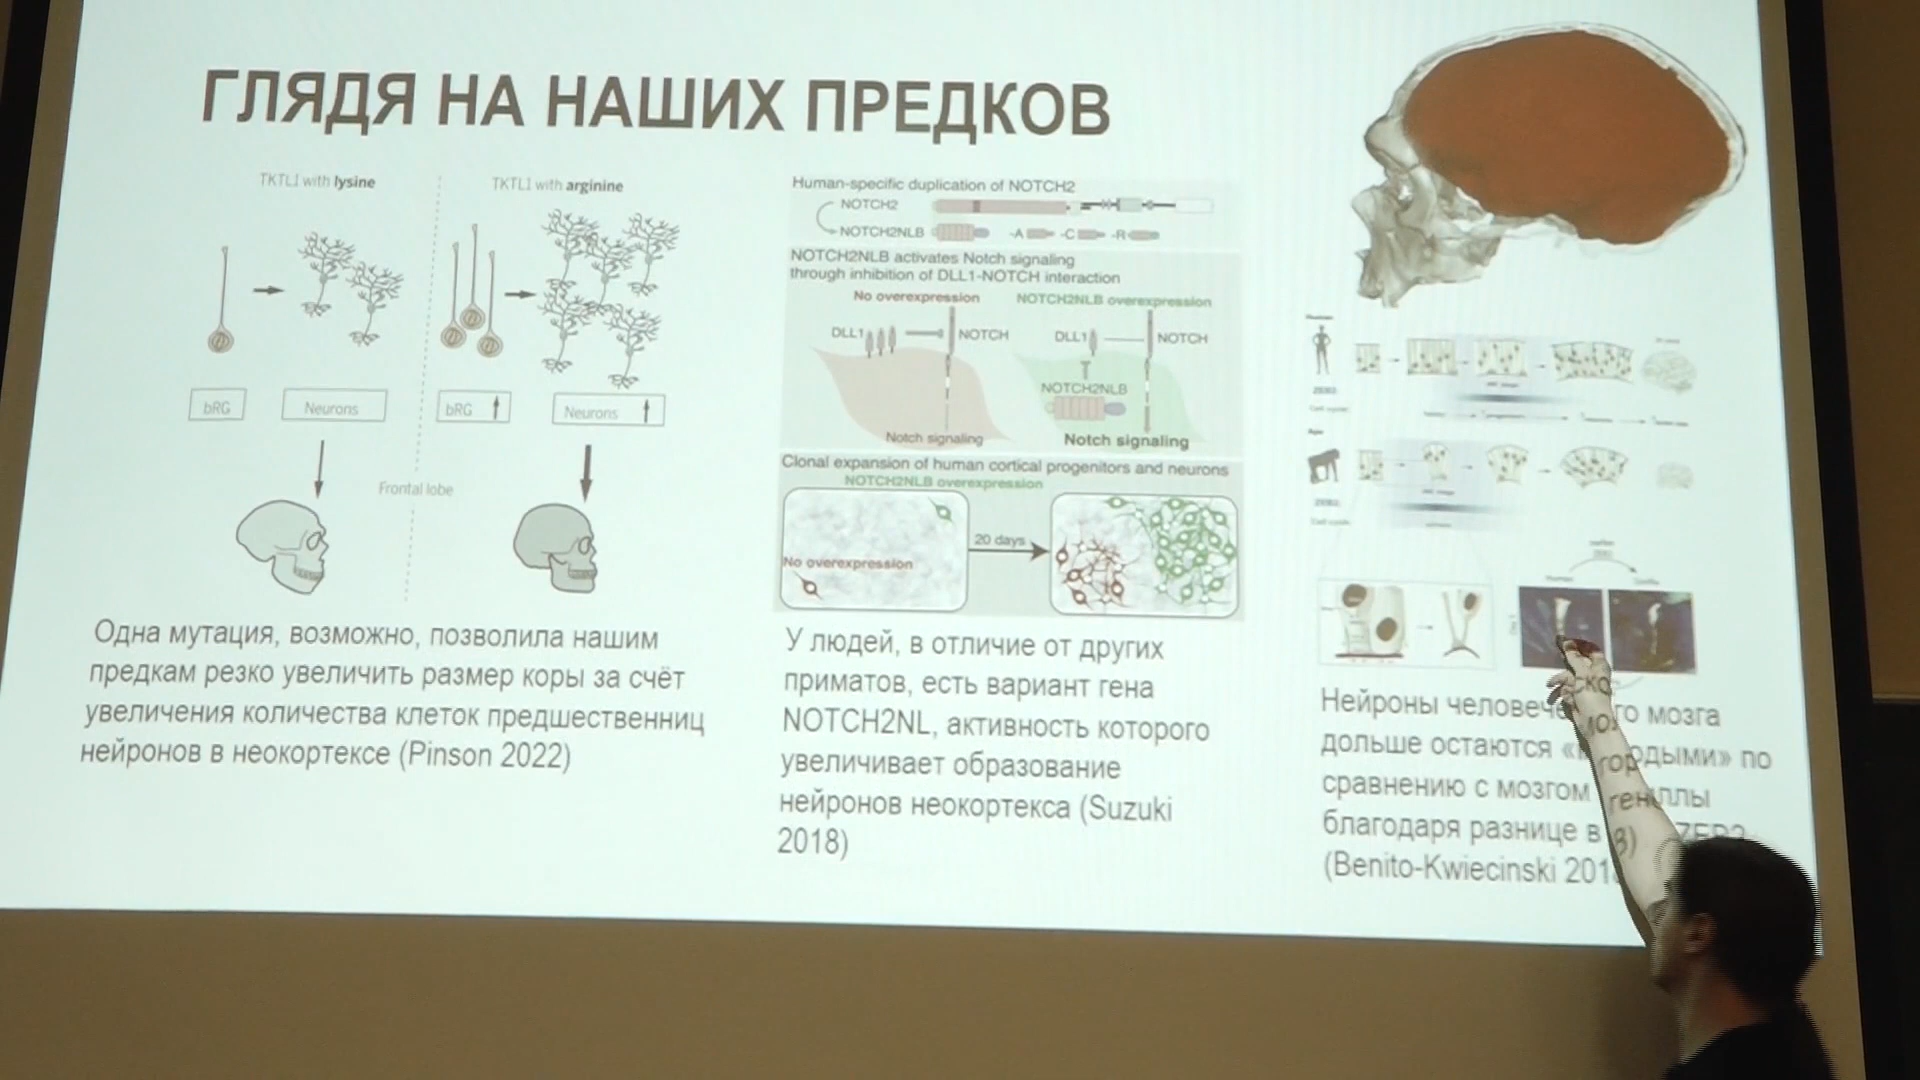 ГЛЯДЯ НА НАШИХ ПРЕДКОВ
TKTL1 with lysine
TKTL1 with arginine
bRG
Neurons
bRG
Neurons
Frontal lobe
Одна мутация, возможно, позволила нашим
предкам резко увеличить размер коры за счёт
увеличения количества клеток предшественниц
нейронов в неокортексе (Pinson 2022)
Human-specific duplication of NOTCH2
NOTCH2
NOTCH2NLB
-A
-C
-R
NOTCH2NLB activates Notch signaling
through inhibition of DLL1-NOTCH interaction
No overexpression
NOTCH2NLB overexpression
DLL1
NOTCH
DLL1
NOTCH
NOTCH2NLB
Notch signaling
Notch signaling
Clonal expansion of human cortical progenitors and neurons
NOTCH2NLB overexpression
20 days
No overexpression
У людей, в отличие от других
приматов, есть вариант гена
NOTCH2NL, активность которого
увеличивает образование
нейронов неокортекса (Suzuki
2018)
Нейроны мозга
дольше остаются по
сравнению с мозгом
благодаря разнице в
(Benito-Kwiecinski